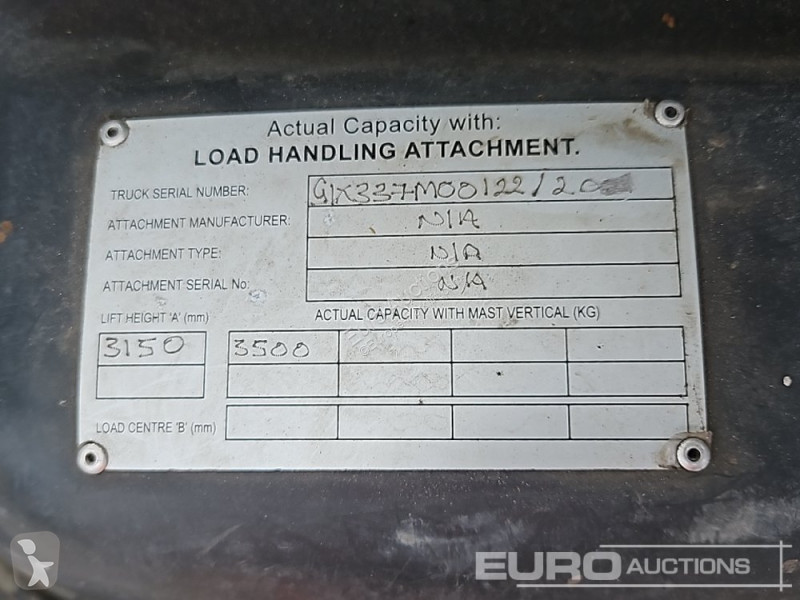 Actual Capacity with:
LOAD HANDLING ATTACHMENT.
TRUCK SERIAL NUMBER:
ATTACHMENT MANUFACTURER: N/A
ATTACHMENT TYPE: N/A
ATTACHMENT SERIAL No: N/A
LIFT HEIGHT 'A' (mm) ACTUAL CAPACITY WITH MAST VERTICAL (KG)
3150 3500
LOAD CENTRE 'B' (mm)
EURO AUCTIONS